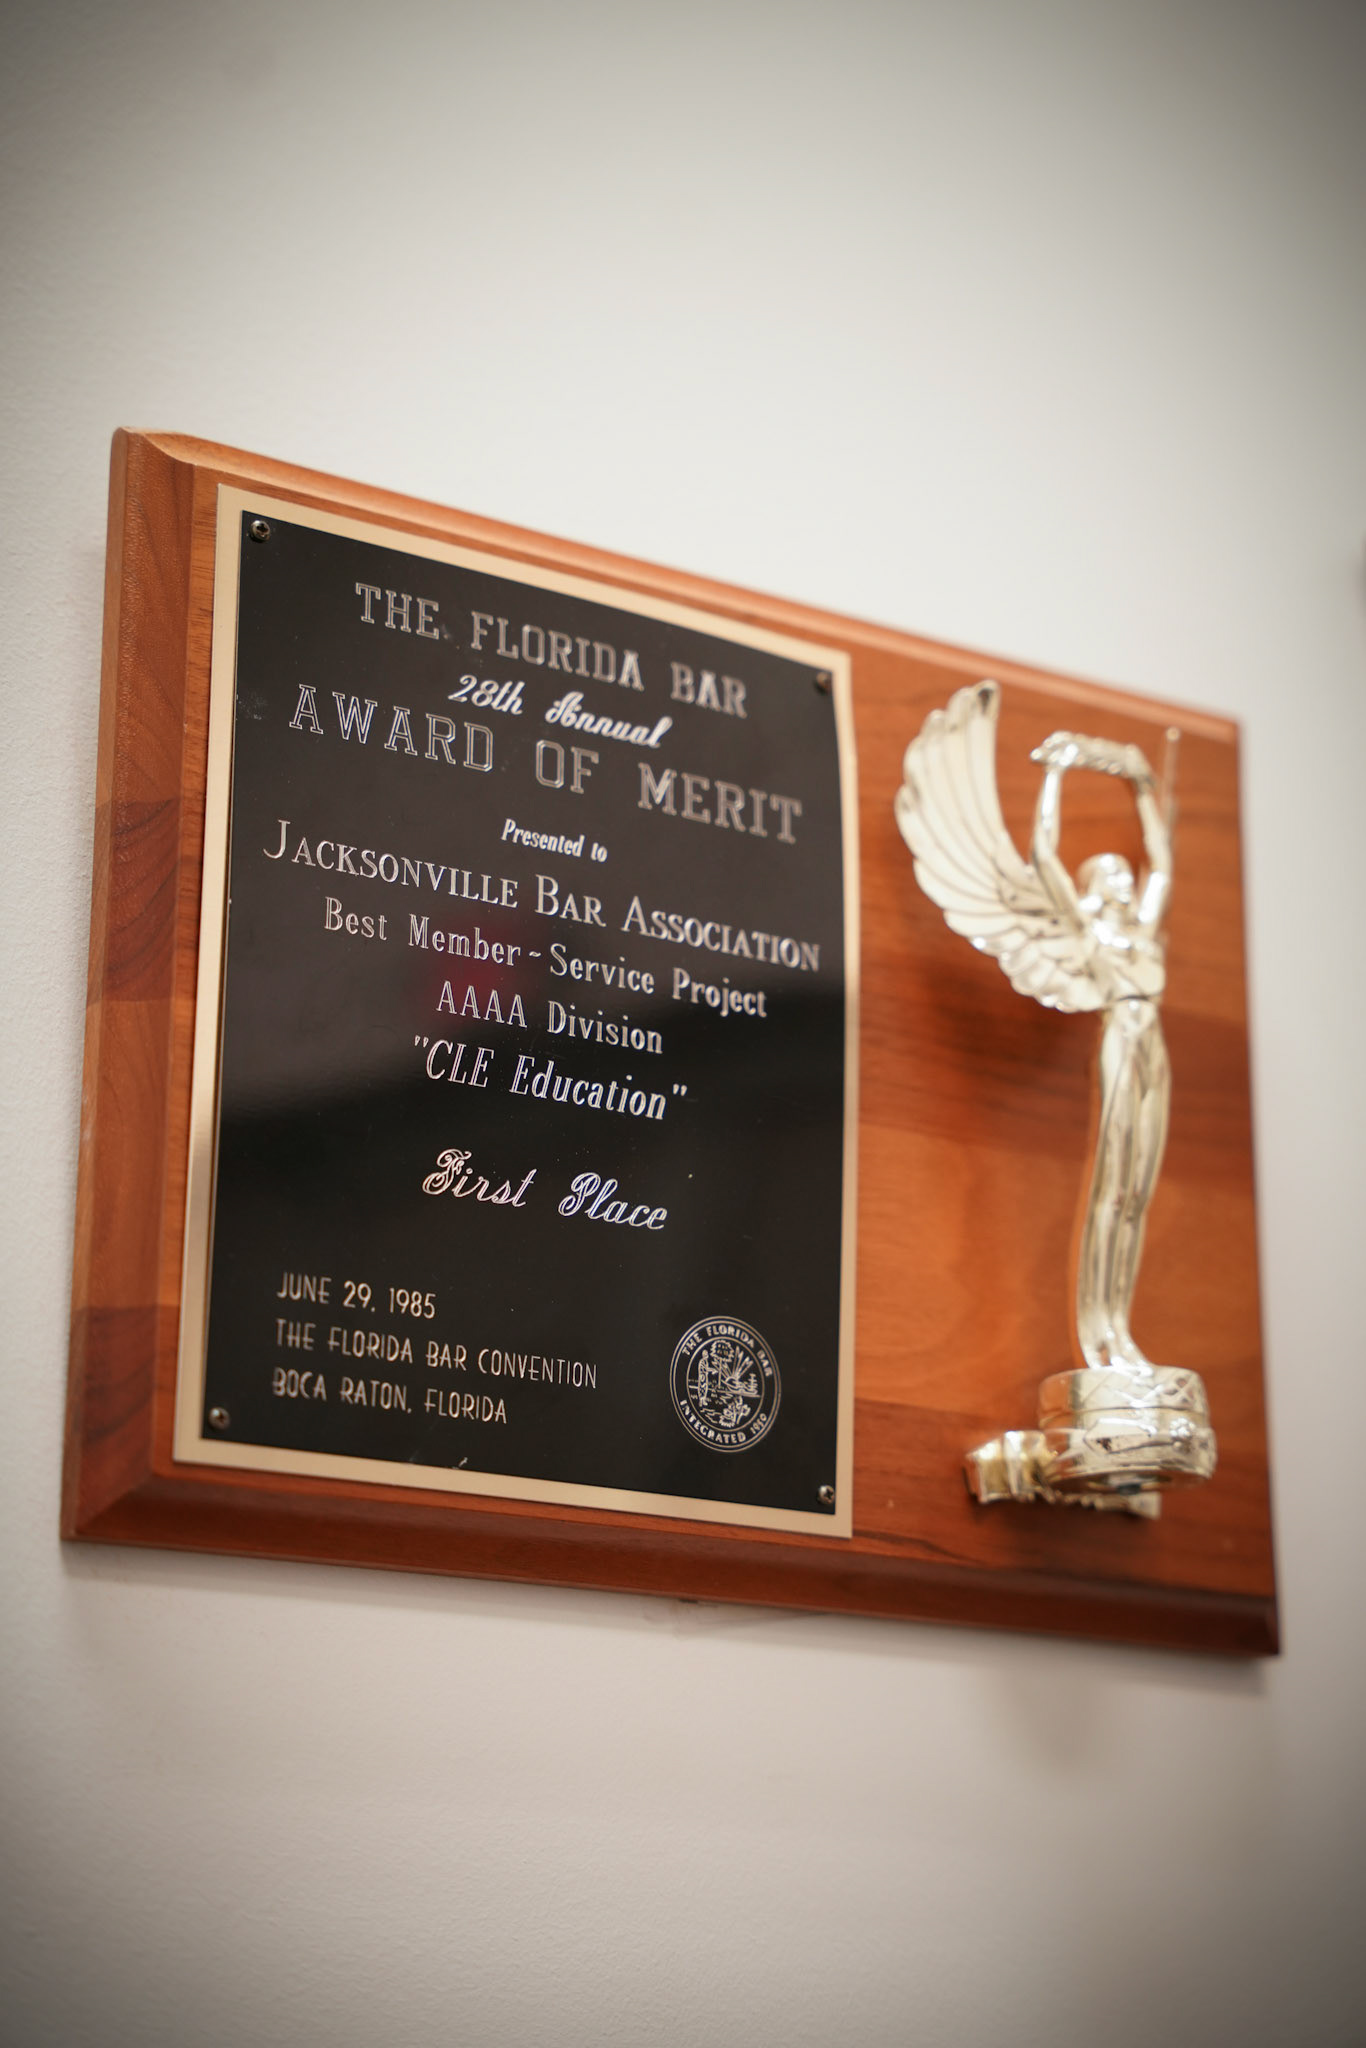 THE FLORIDA BAR
28th Annual
AWARD OF MERIT
Presented to
JACKSONVILLE BAR ASSOCIATION
Best Member-Service Project
AAAA Division
"CLE Education"
First Place
JUNE 29, 1985
THE FLORIDA BAR CONVENTION
BOCA RATON, FLORIDA
THE FLORIDA BAR
INTEGRATED 1950